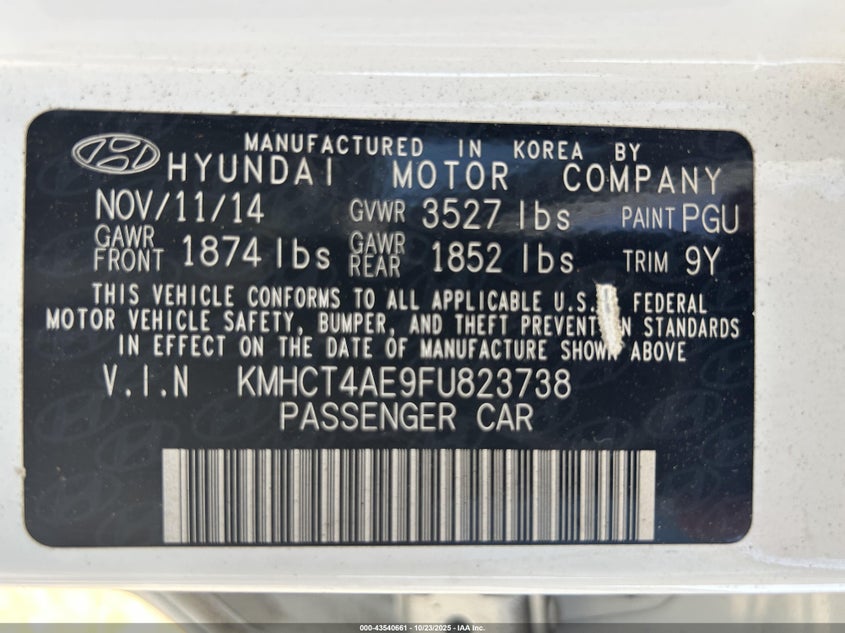 MANUFACTURED IN KOREA BY
HYUNDAI MOTOR COMPANY
NOV/11/14 GVWR 3527 lbs PAINT PGU
GAWR FRONT 1874 lbs GAWR REAR 1852 lbs TRIM 9Y
THIS VEHICLE CONFORMS TO ALL APPLICABLE U.S. FEDERAL
MOTOR VEHICLE SAFETY, BUMPER, AND THEFT PREVENTION STANDARDS
IN EFFECT ON THE DATE OF MANUFACTURE SHOWN ABOVE
V.I.N KMHCT4AE9FU823738
PASSENGER CAR
000-43540661 - 10/23/2025 - IAA Inc.